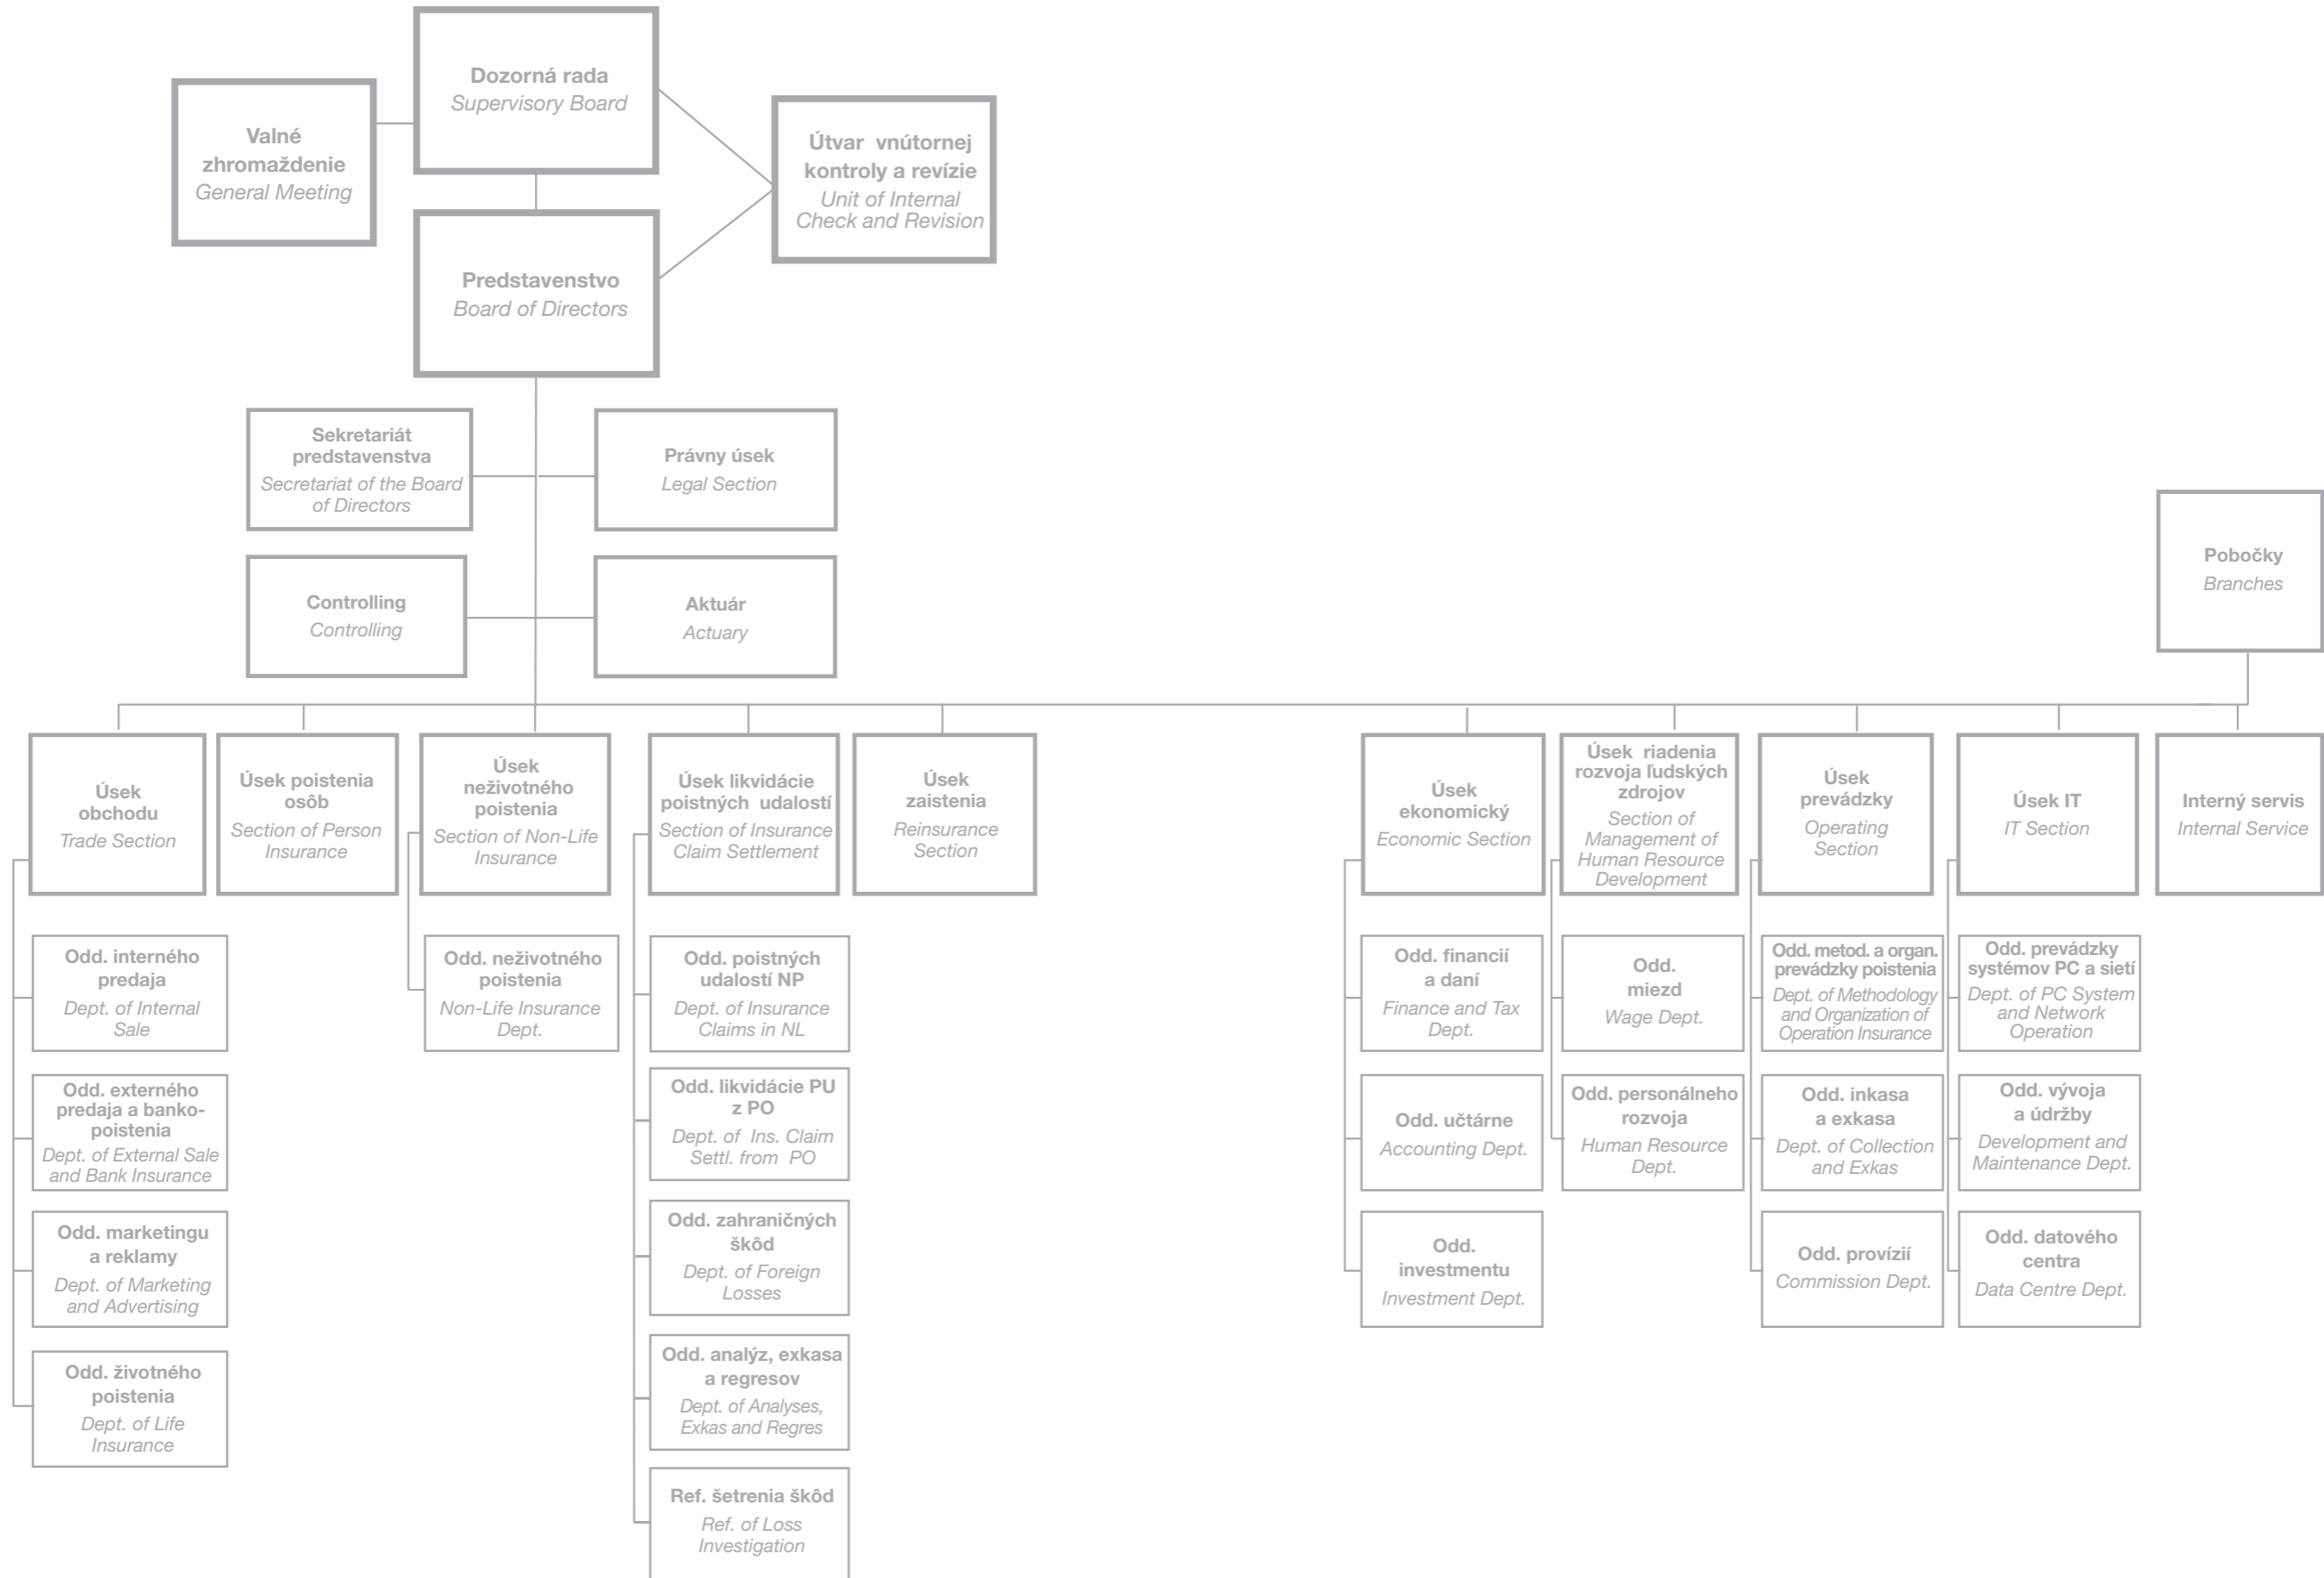 Dozorná rada
Supervisory Board
Valné
zhromaždenie
General Meeting
Útvar vnútornej
kontroly a revízie
Unit of Internal
Check and Revision
Predstavenstvo
Board of Directors
Sekretariát
predstavenstva
Secretariat of the Board
of Directors
Právny úsek
Legal Section
Controlling
Controlling
Aktuár
Actuary
Pobočky
Branches
Úsek
obchodu
Trade Section
Úsek poistenia
osôb
Section of Person
Insurance
Úsek
neživotného
poistenia
Section of Non-Life
Insurance
Úsek likvidácie
poistných udalostí
Section of Insurance
Claim Settlement
Úsek
zaistenia
Reinsurance
Section
Úsek
ekonomický
Economic Section
Úsek riadenia
rozvoja ľudských
zdrojov
Section of
Management of
Human Resource
Development
Úsek
prevádzky
Operating
Section
Úsek IT
IT Section
Interný servis
Internal Service
Odd. interného
predaja
Dept. of Internal
Sale
Odd. externého
predaja a banko-
poistenia
Dept. of External Sale
and Bank Insurance
Odd. marketingu
a reklamy
Dept. of Marketing
and Advertising
Odd. životného
poistenia
Dept. of Life
Insurance
Odd. neživotného
poistenia
Non-Life Insurance
Dept.
Odd. poistných
udalostí NP
Dept. of Insurance
Claims in NL
Odd. likvidácie PU
z PO
Dept. of Ins. Claim
Settl. from PO
Odd. zahraničných
škôd
Dept. of Foreign
Losses
Odd. analýz, exkasa
a regresov
Dept. of Analyses,
Exkas and Regres
Ref. šetrenia škôd
Ref. of Loss
Investigation
Odd. financií
a daní
Finance and Tax
Dept.
Odd. učtárne
Accounting Dept.
Odd.
investmentu
Investment Dept.
Odd.
miezd
Wage Dept.
Odd. personálneho
rozvoja
Human Resource
Dept.
Odd. metod. a organ.
prevádzky poistenia
Dept. of Methodology
and Organization of
Operation Insurance
Odd. inkasa
a exkasa
Dept. of Collection
and Exkas
Odd. provízií
Commission Dept.
Odd. prevádzky
systémov PC a sietí
Dept. of PC System
and Network
Operation
Odd. vývoja
a údržby
Development and
Maintenance Dept.
Odd. datového
centra
Data Centre Dept.